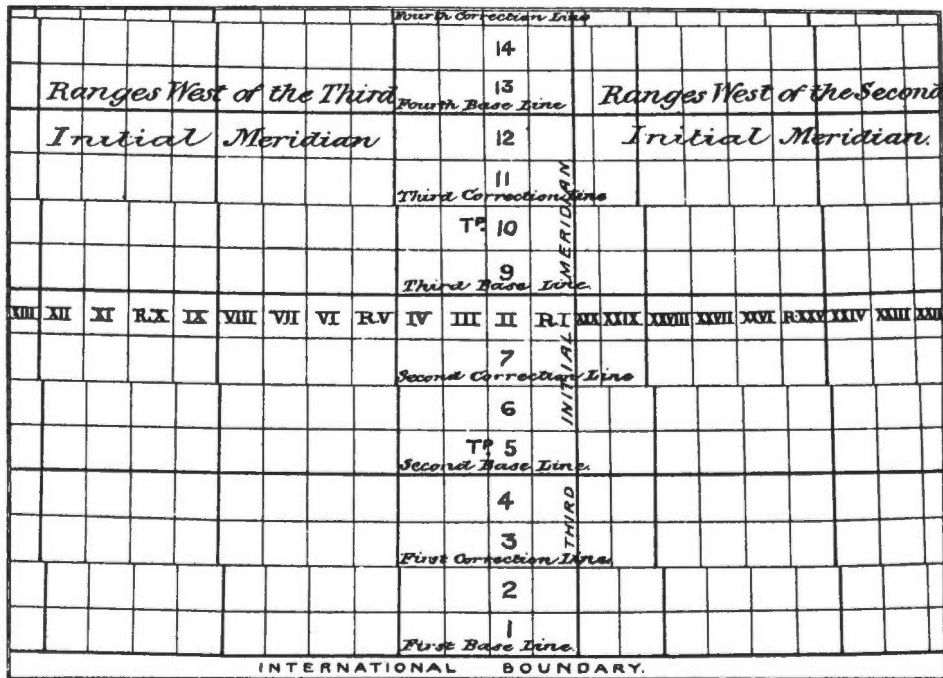 Fourth Correction Line
14
Ranges West of the Third
13
Fourth Base Line
Ranges West of the Second
Initial Meridian
12
Initial Meridian.
11
Third Correction Line
TP. 10
9
Third Base Line.
XIII XII XI R.X IX VIII VII VI R.V IV III II R.I XXIX XXVIII XXVII XXVI R.XXV XXIV XXIII
7
Second Correction Line
6
TP. 5
Second Base Line.
4
3
First Correction Line.
2
1
First Base Line.
THIRD INITIAL MERIDIAN
INTERNATIONAL BOUNDARY.